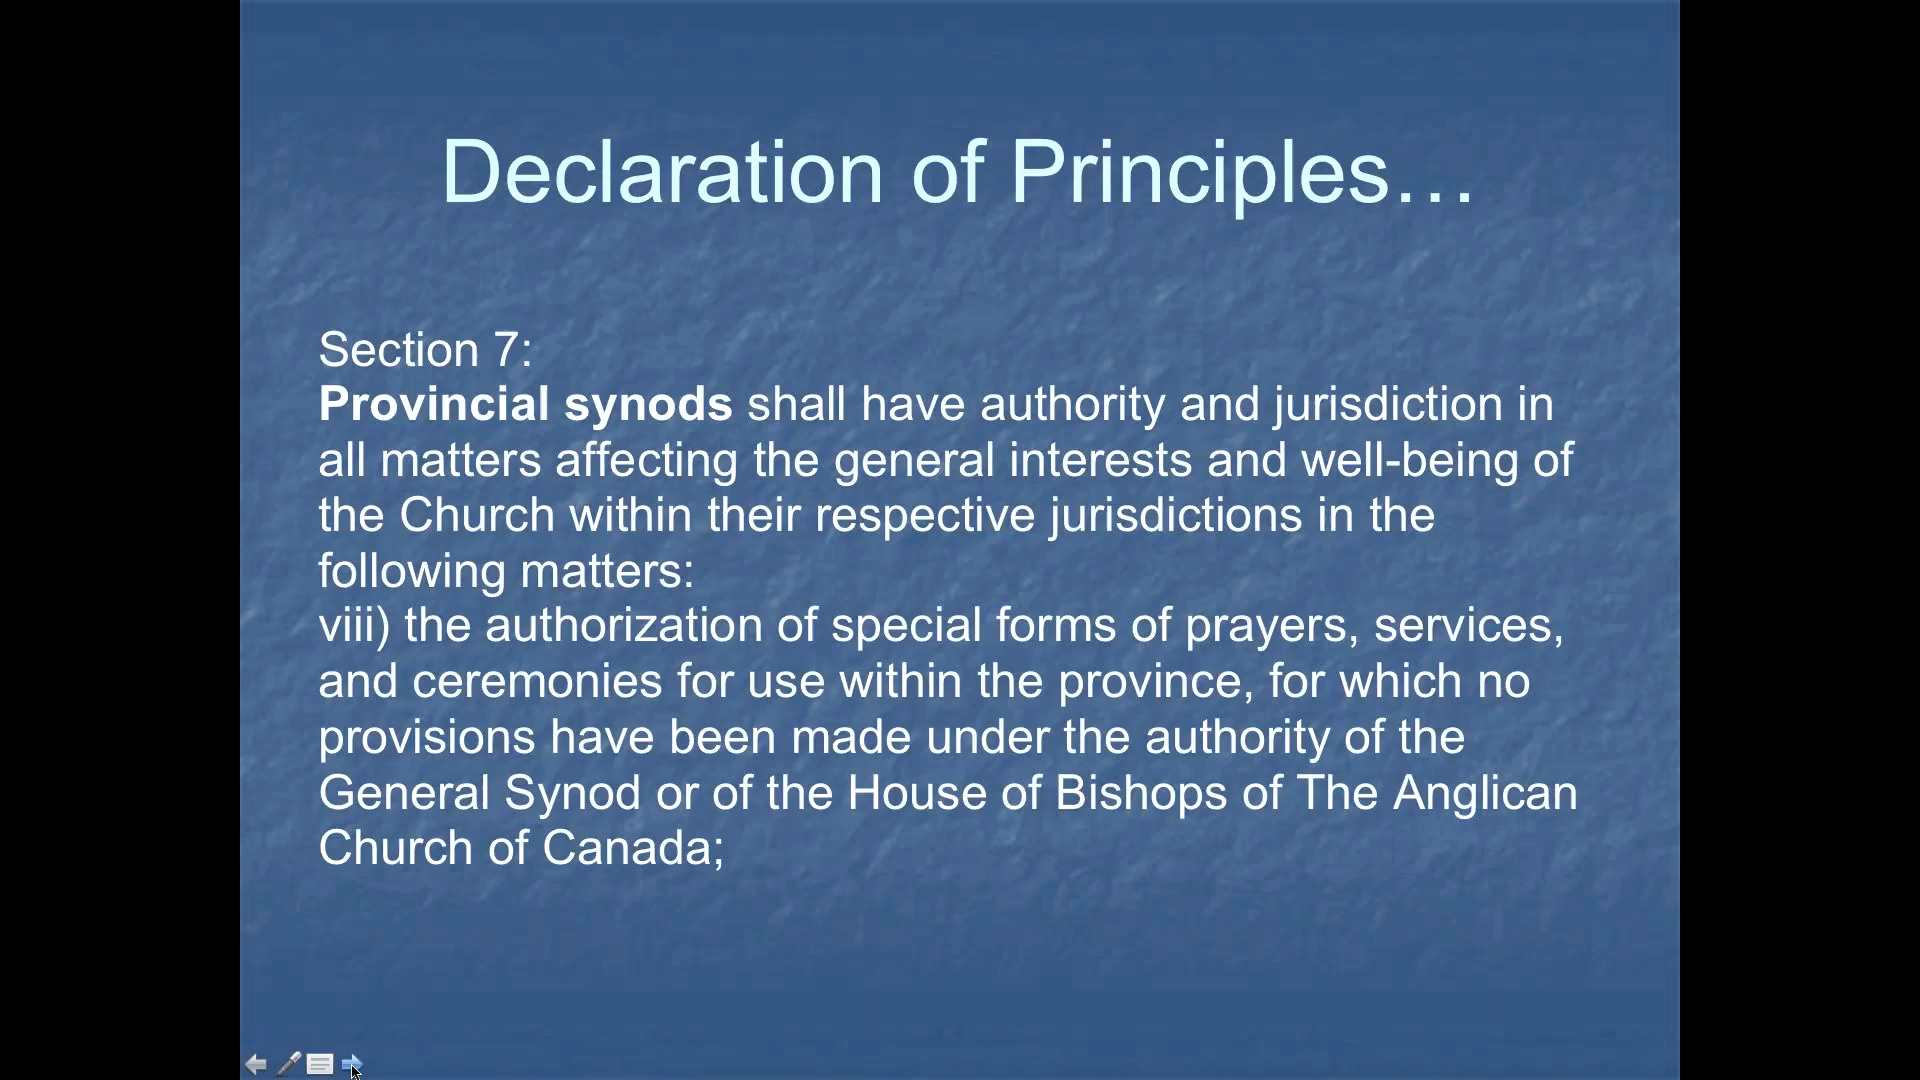 Declaration of Principles…
Section 7:
Provincial synods shall have authority and jurisdiction in
all matters affecting the general interests and well-being of
the Church within their respective jurisdictions in the
following matters:
viii) the authorization of special forms of prayers, services,
and ceremonies for use within the province, for which no
provisions have been made under the authority of the
General Synod or of the House of Bishops of The Anglican
Church of Canada;